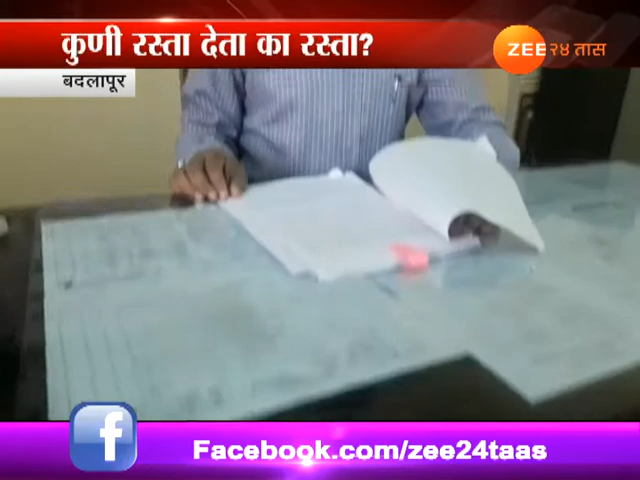 कुणी रस्ता देता का रस्ता?
ZEE २४ तास
बदलापूर
f
Facebook.com/zee24taas